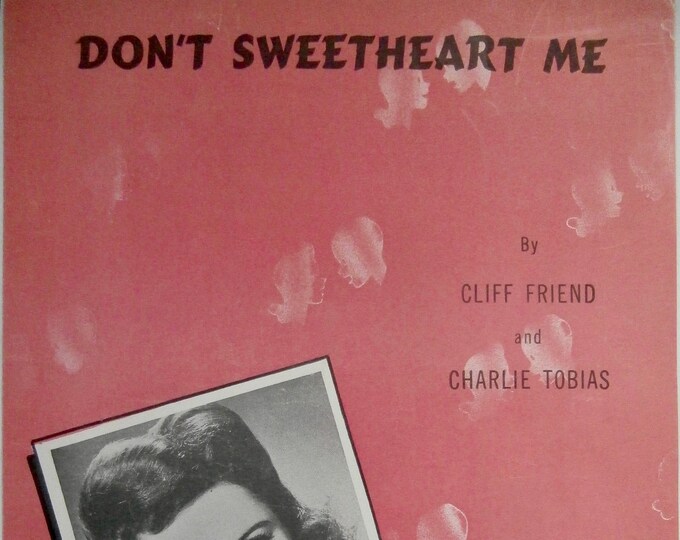 DON'T SWEETHEART ME
By
CLIFF FRIEND
and
CHARLIE TOBIAS